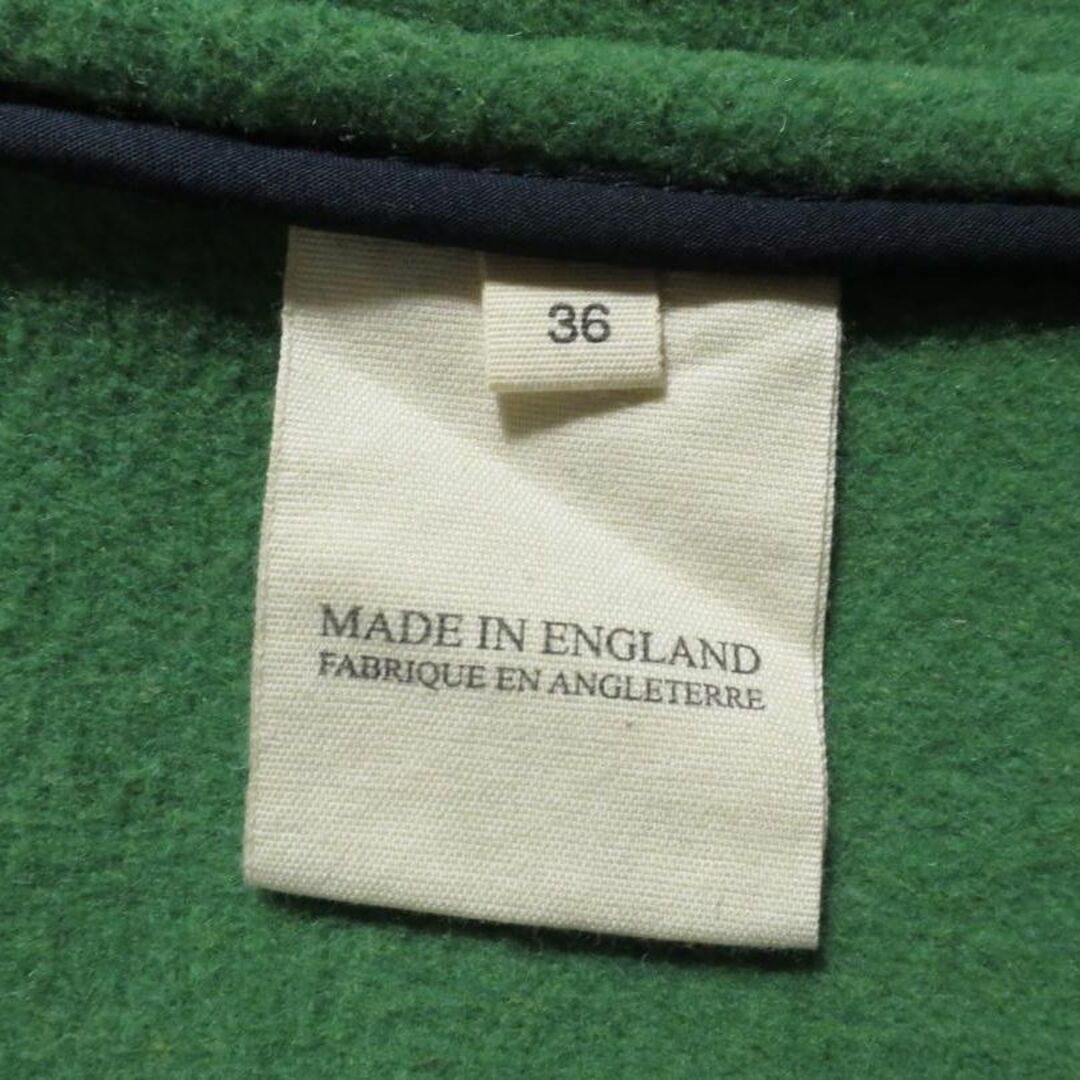 36
MADE IN ENGLAND
FABRIQUE EN ANGLETERRE